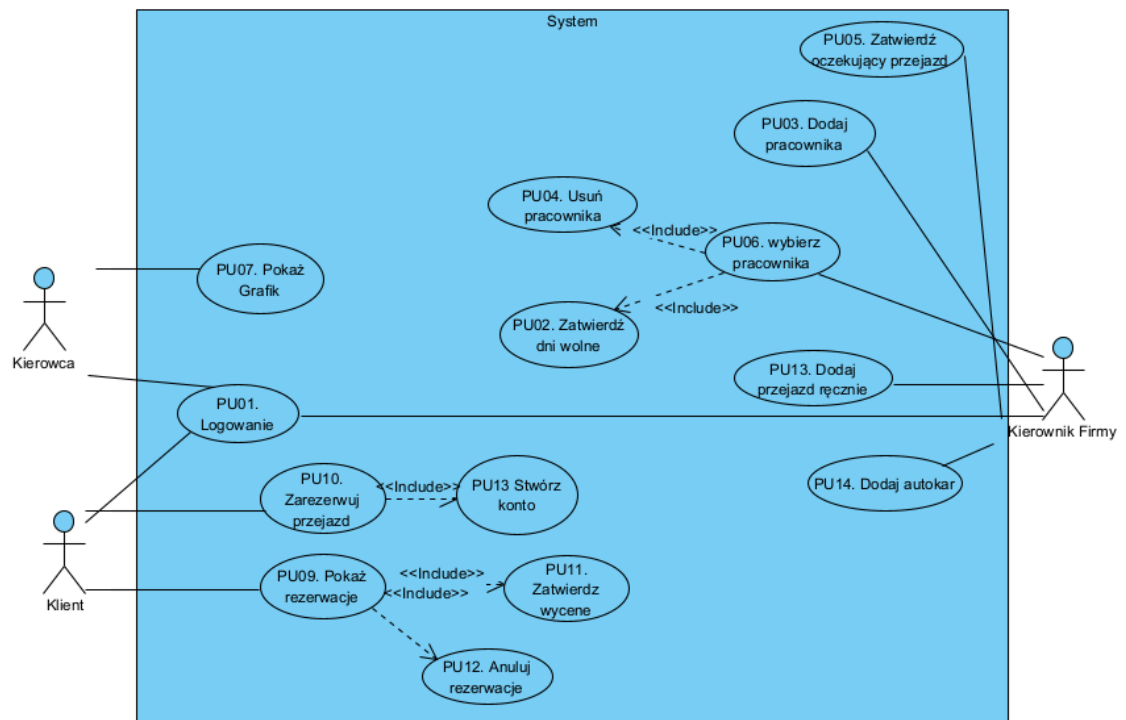 System
PU05. Zatwierdź
oczekujący przejazd
PU03. Dodaj
pracownika
PU04. Usuń
pracownika
<<Include>>
PU06. wybierz
pracownika
PU07. Pokaż
Grafik
<<Include>>
PU02. Zatwierdź
dni wolne
Kierowca
PU13. Dodaj
przejazd ręcznie
PU01.
Logowanie
Kierownik Firmy
PU10.
Zarezerwuj
przejazd
<<Include>>
PU13 Stwórz
konto
PU14. Dodaj autokar
Klient
PU09. Pokaż
rezerwacje
<<Include>>
<<Include>>
PU11.
Zatwierdz
wycene
PU12. Anuluj
rezerwacje